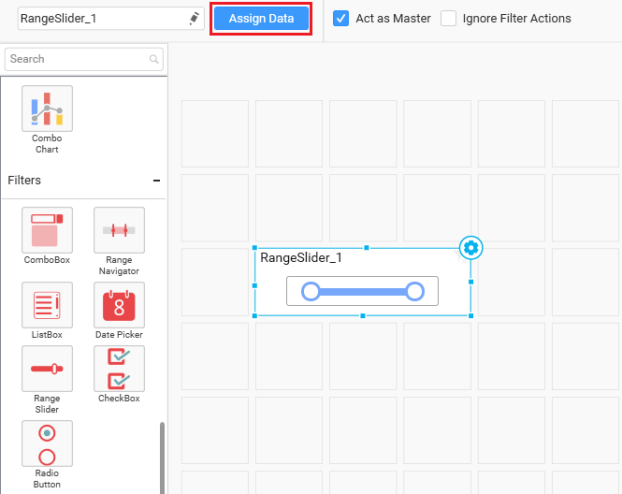 RangeSlider_1
Assign Data
Act as Master
Ignore Filter Actions
Search
Combo
Chart
Filters
ComboBox
Range
Navigator
ListBox
8
Date Picker
Range
Slider
CheckBox
Radio
Button
RangeSlider_1